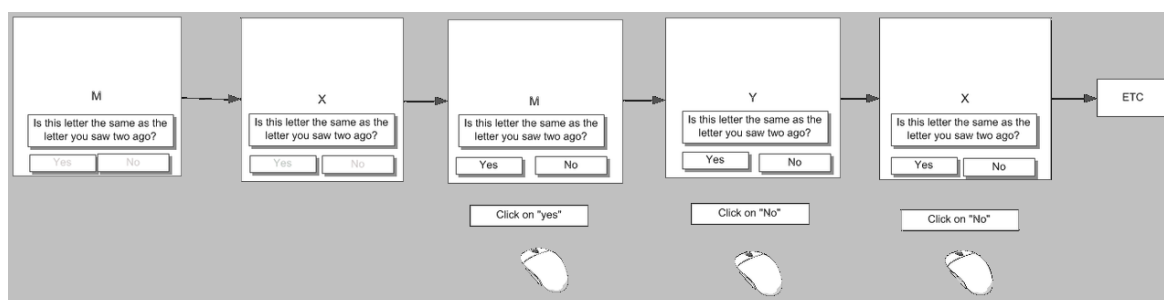 M
Is this letter the same as the
letter you saw two ago?
Yes
No
X
Is this letter the same as the
letter you saw two ago?
Yes
No
M
Is this letter the same as the
letter you saw two ago?
Yes
No
Click on "yes"
Y
Is this letter the same as the
letter you saw two ago?
Yes
No
Click on "No"
X
Is this letter the same as the
letter you saw two ago?
Yes
No
Click on "No"
ETC